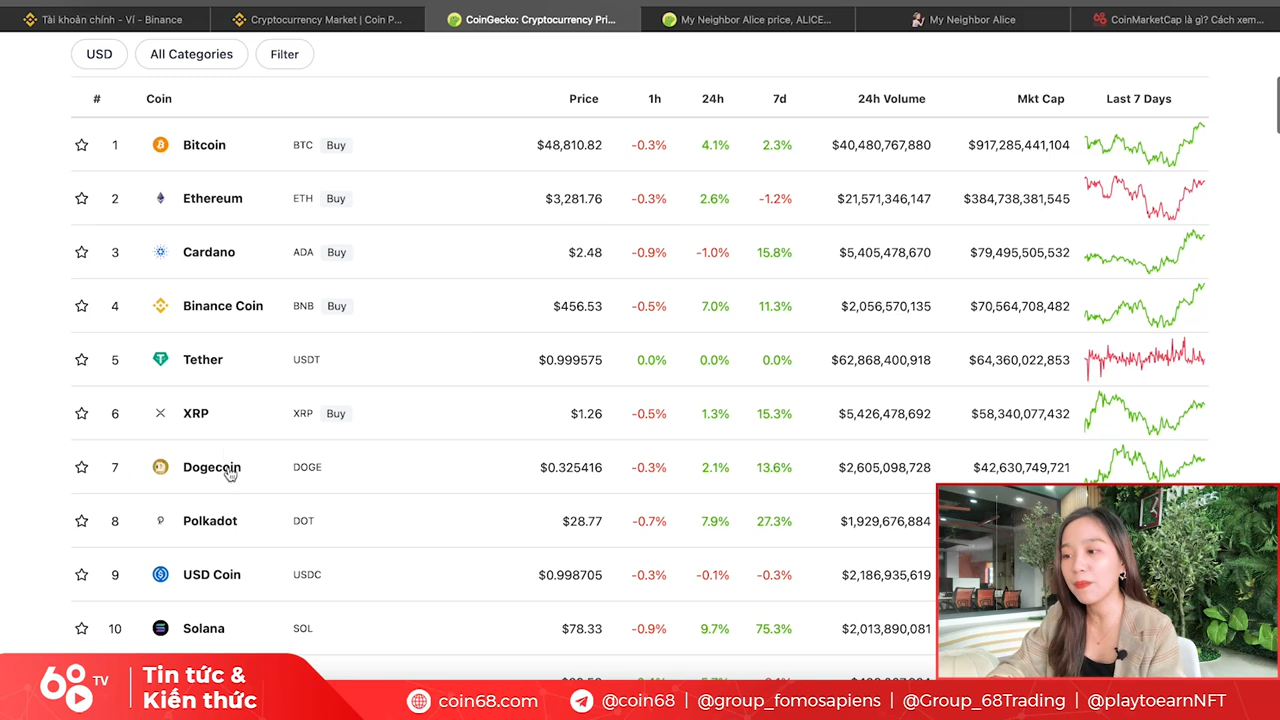 Tài khoản chính - Ví - Binance
Cryptocurrency Market | Coin P...
CoinGecko: Cryptocurrency Pri...
My Neighbor Alice price, ALICE...
My Neighbor Alice
CoinMarketCap là gì? Cách xem...
USD All Categories Filter
# Coin Price 1h 24h 7d 24h Volume Mkt Cap Last 7 Days
1 Bitcoin BTC Buy $48,810.82 -0.3% 4.1% 2.3% $40,480,767,880 $917,285,441,104
2 Ethereum ETH Buy $3,281.76 -0.3% 2.6% -1.2% $21,571,346,147 $384,738,381,545
3 Cardano ADA Buy $2.48 -0.9% -1.0% 15.8% $5,405,478,670 $79,495,505,532
4 Binance Coin BNB Buy $456.53 -0.5% 7.0% 11.3% $2,056,570,135 $70,564,708,482
5 Tether USDT $0.999575 0.0% 0.0% 0.0% $62,868,400,918 $64,360,022,853
6 XRP XRP Buy $1.26 -0.5% 1.3% 15.3% $5,426,478,692 $58,340,077,432
7 Dogecoin DOGE $0.325416 -0.3% 2.1% 13.6% $2,605,098,728 $42,630,749,721
8 Polkadot DOT $28.77 -0.7% 7.9% 27.3% $1,929,676,884
9 USD Coin USDC $0.998705 -0.3% -0.1% -0.3% $2,186,935,619
10 Solana SOL $78.33 -0.9% 9.7% 75.3% $2,013,890,081
68 TV
Tin tức &
Kiến thức
coin68.com | @coin68 | @group_fomosapiens | @Group_68Trading | @playtoearnNFT